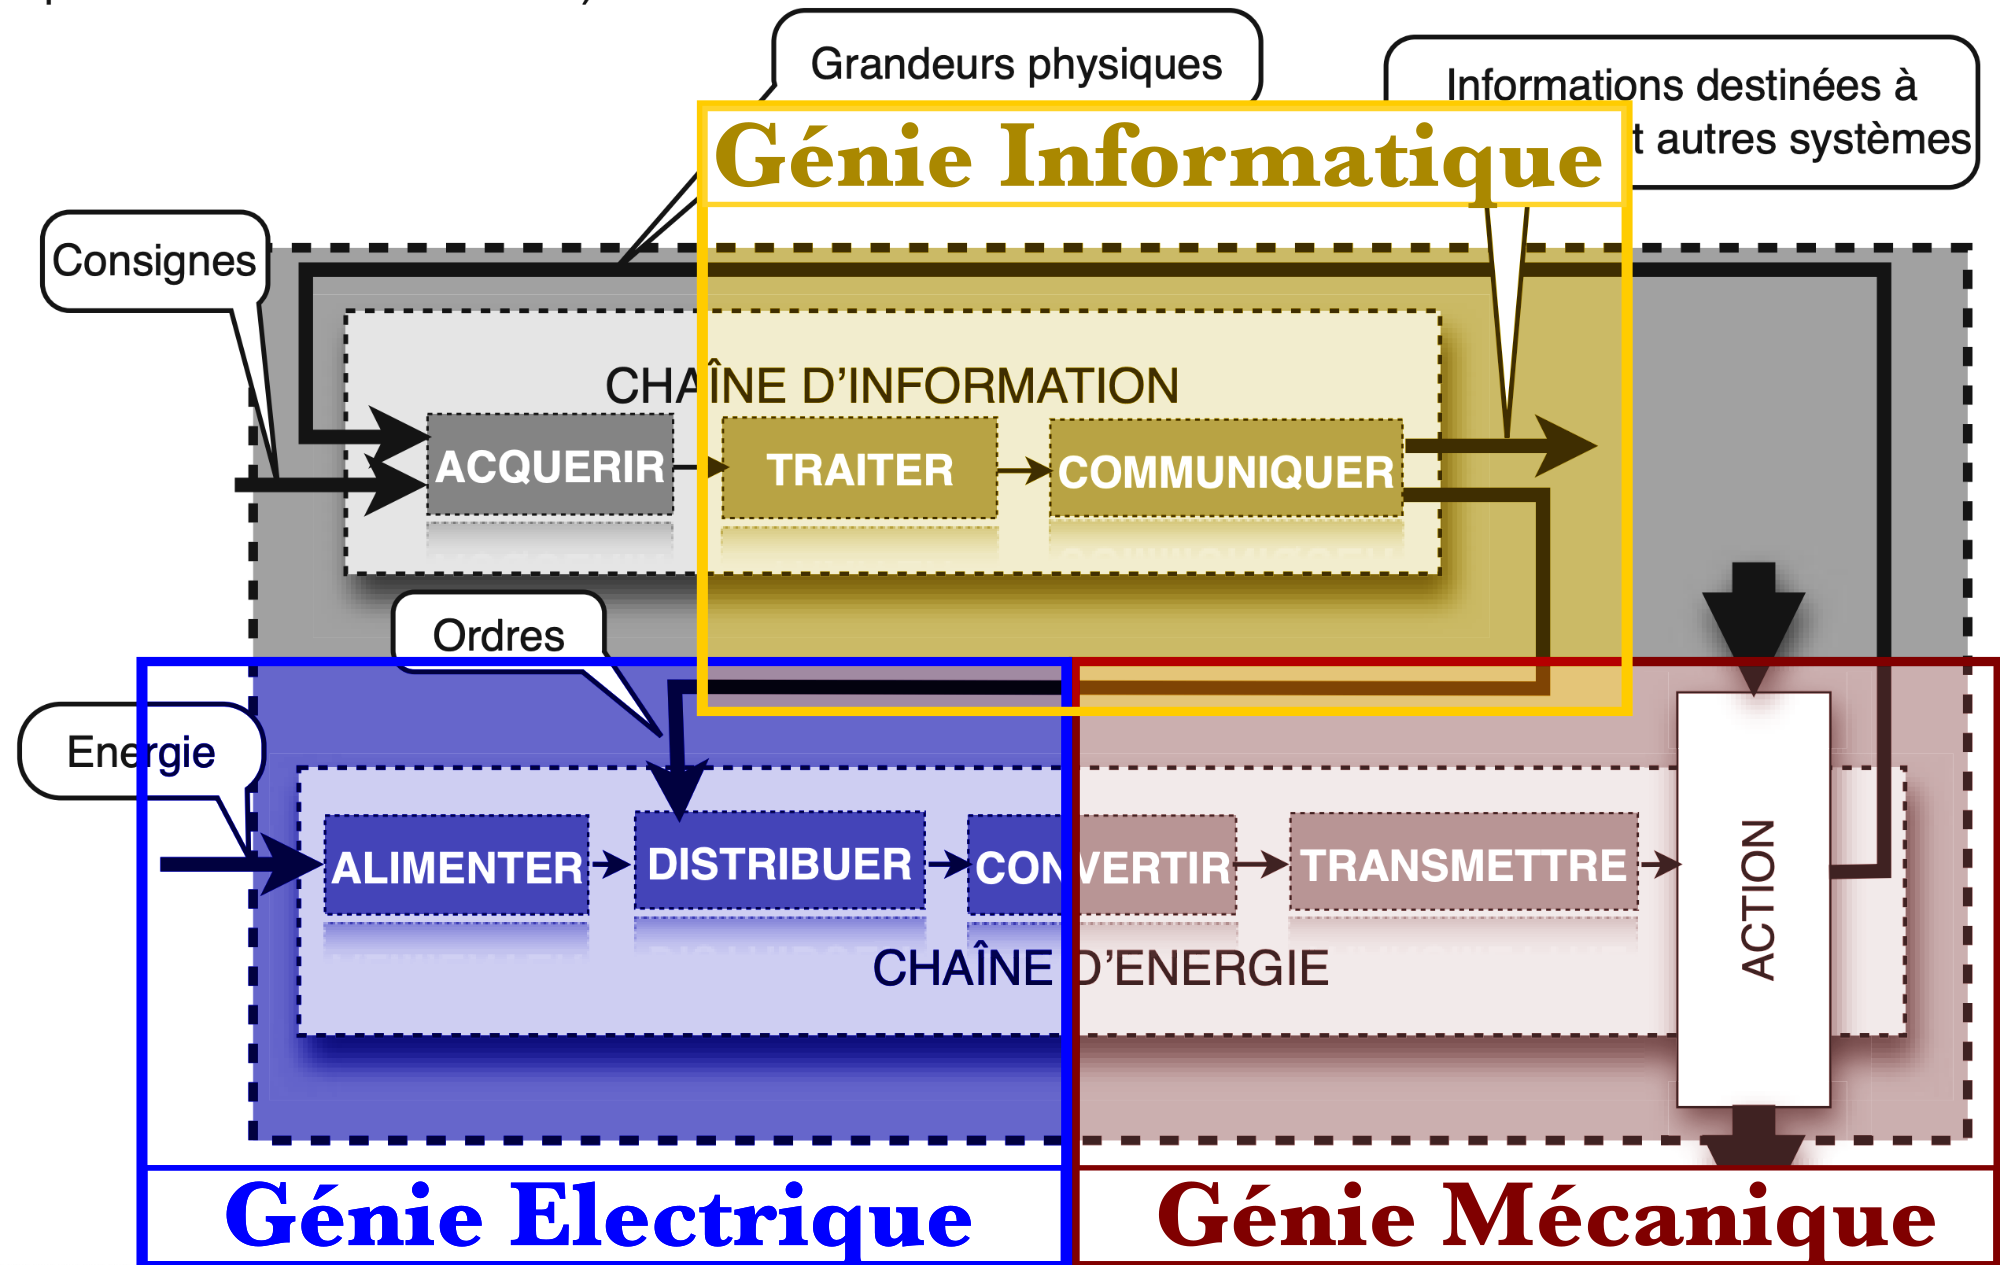 Grandeurs physiques
Informations destinées à
t autres systèmes
Génie Informatique
Consignes
CHAÎNE D'INFORMATION
ACQUERIR
TRAITER
COMMUNIQUER
Ordres
Energie
ALIMENTER
DISTRIBUER
CONVERTIR
TRANSMETTRE
ACTION
CHAÎNE D'ENERGIE
Génie Electrique
Génie Mécanique